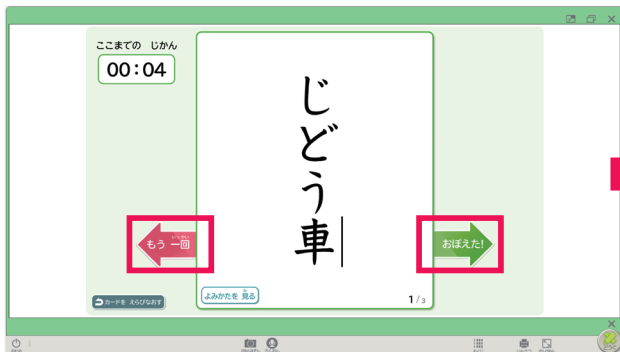 ここまでの じかん
00:04
じどう車
もう 一回
おぼえた!
カードを えらびなおす
よみかたを 見る
1/3